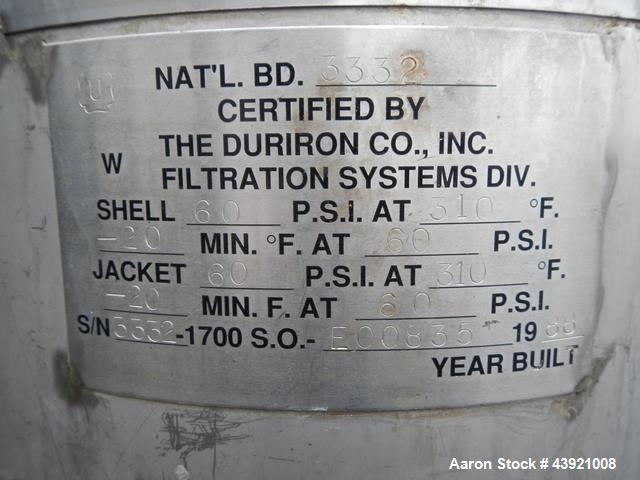 U
NAT'L. BD. 3332
CERTIFIED BY
THE DURIRON CO., INC.
W
FILTRATION SYSTEMS DIV.
SHELL 60 P.S.I. AT 310 °F.
-20 MIN. °F. AT 60 P.S.I.
JACKET 60 P.S.I. AT 310 °F.
-20 MIN. F. AT 60 P.S.I.
S/N 3332-1700 S.O.- E00835 1988
YEAR BUILT
Aaron Stock # 43921008